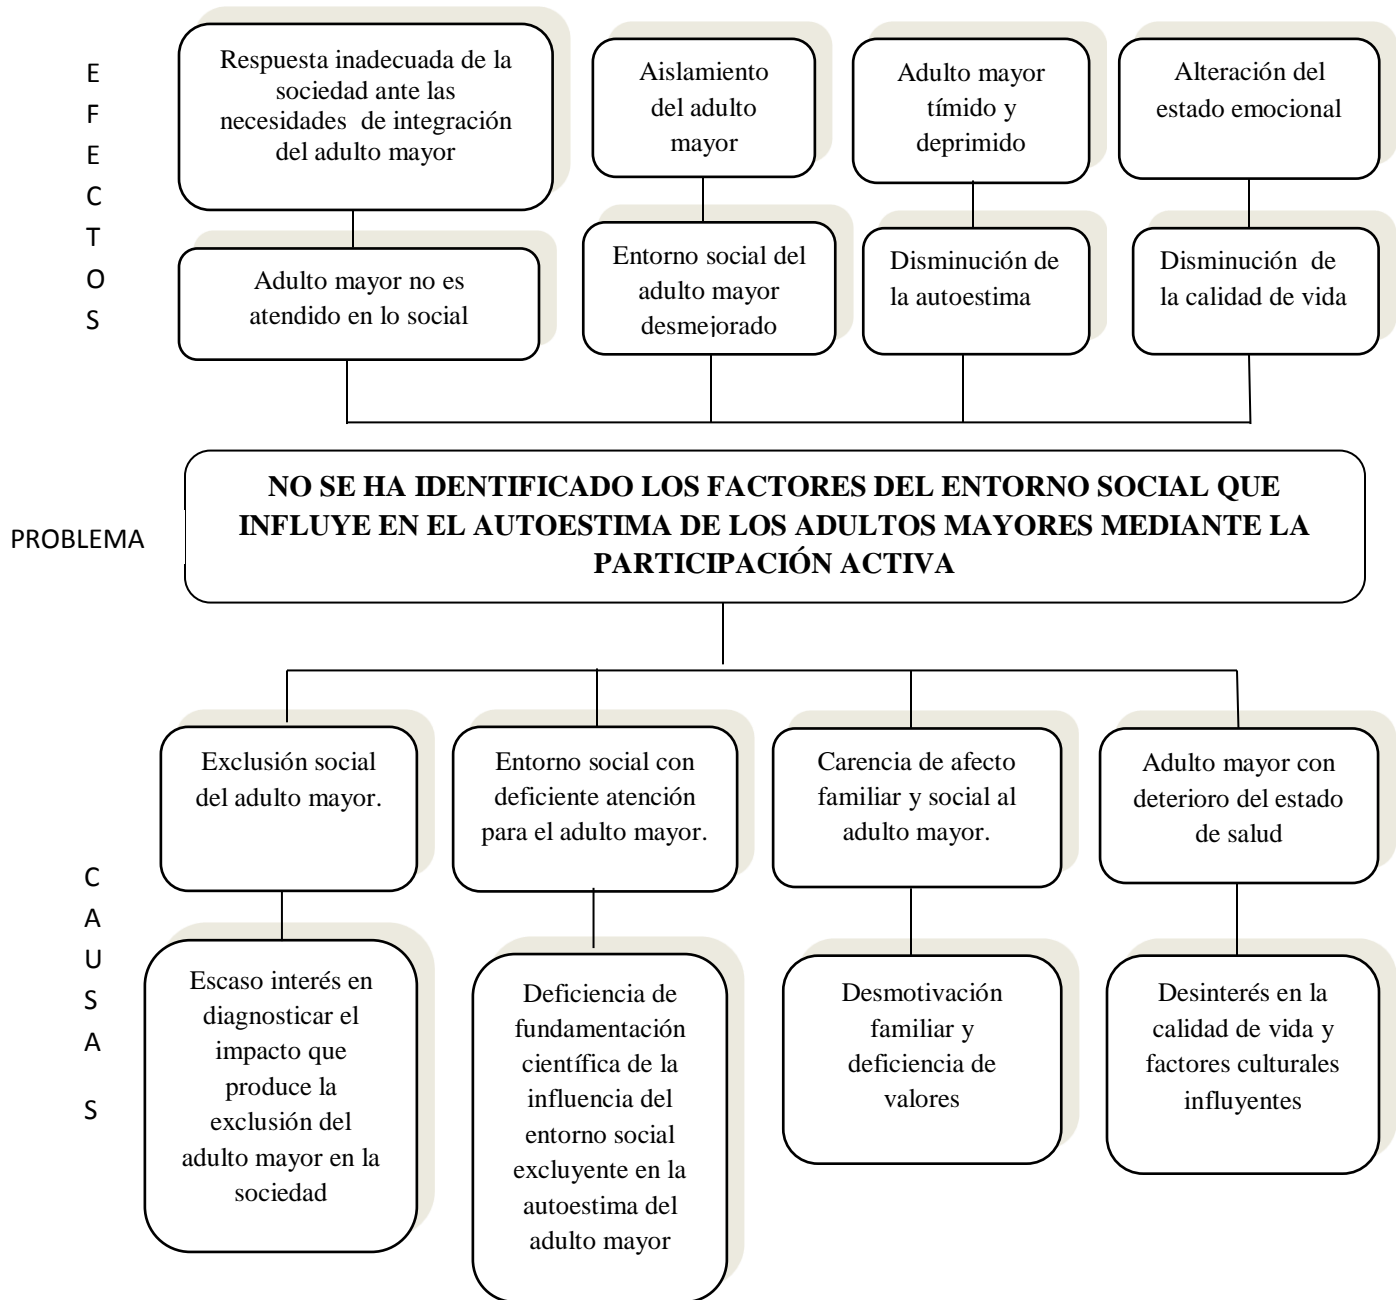 E
F
E
C
T
O
S
Respuesta inadecuada de la
sociedad ante las
necesidades de integración
del adulto mayor
Aislamiento
del adulto
mayor
Adulto mayor
tímido y
deprimido
Alteración del
estado emocional
Adulto mayor no es
atendido en lo social
Entorno social del
adulto mayor
desmejorado
Disminución de
la autoestima
Disminución de
la calidad de vida
PROBLEMA
NO SE HA IDENTIFICADO LOS FACTORES DEL ENTORNO SOCIAL QUE
INFLUYE EN EL AUTOESTIMA DE LOS ADULTOS MAYORES MEDIANTE LA
PARTICIPACIÓN ACTIVA
C
A
U
S
A
S
Exclusión social
del adulto mayor.
Entorno social con
deficiente atención
para el adulto mayor.
Carencia de afecto
familiar y social al
adulto mayor.
Adulto mayor con
deterioro del estado
de salud
Escaso interés en
diagnosticar el
impacto que
produce la
exclusión del
adulto mayor en la
sociedad
Deficiencia de
fundamentación
científica de la
influencia del
entorno social
excluyente en la
autoestima del
adulto mayor
Desmotivación
familiar y
deficiencia de
valores
Desinterés en la
calidad de vida y
factores culturales
influyentes